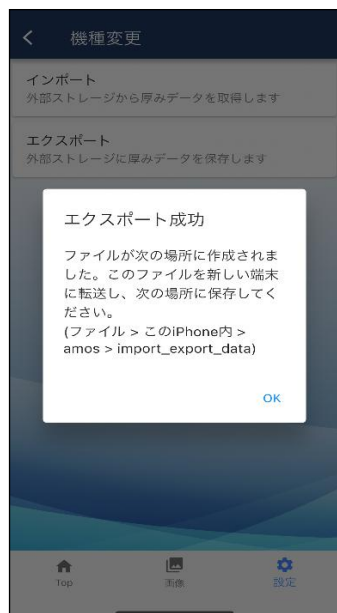 機種変更
インポート
外部ストレージから厚みデータを取得します
エクスポート
外部ストレージに厚みデータを保存します
エクスポート成功
ファイルが次の場所に作成されま
した。このファイルを新しい端末
に転送し、次の場所に保存してく
ださい。
(ファイル > このiPhone内 >
amos > import_export_data)
OK
Top
画像
設定